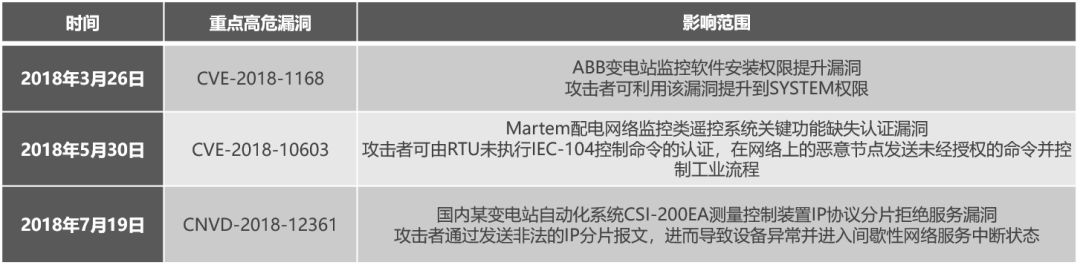 时间 重点高危漏洞 影响范围
2018年3月26日 CVE-2018-1168 ABB变电站监控软件安装权限提升漏洞
攻击者可利用该漏洞提升到SYSTEM权限
2018年5月30日 CVE-2018-10603 Martem配电网络监控类遥控系统关键功能缺失认证漏洞
攻击者可由RTU未执行IEC-104控制命令的认证，在网络上的恶意节点发送未经授权的命令并控
制工业流程
2018年7月19日 CNVD-2018-12361 国内某变电站自动化系统CSI-200EA测量控制装置IP协议分片拒绝服务漏洞
攻击者通过发送非法的IP分片报文，进而导致设备异常并进入间歇性网络服务中断状态